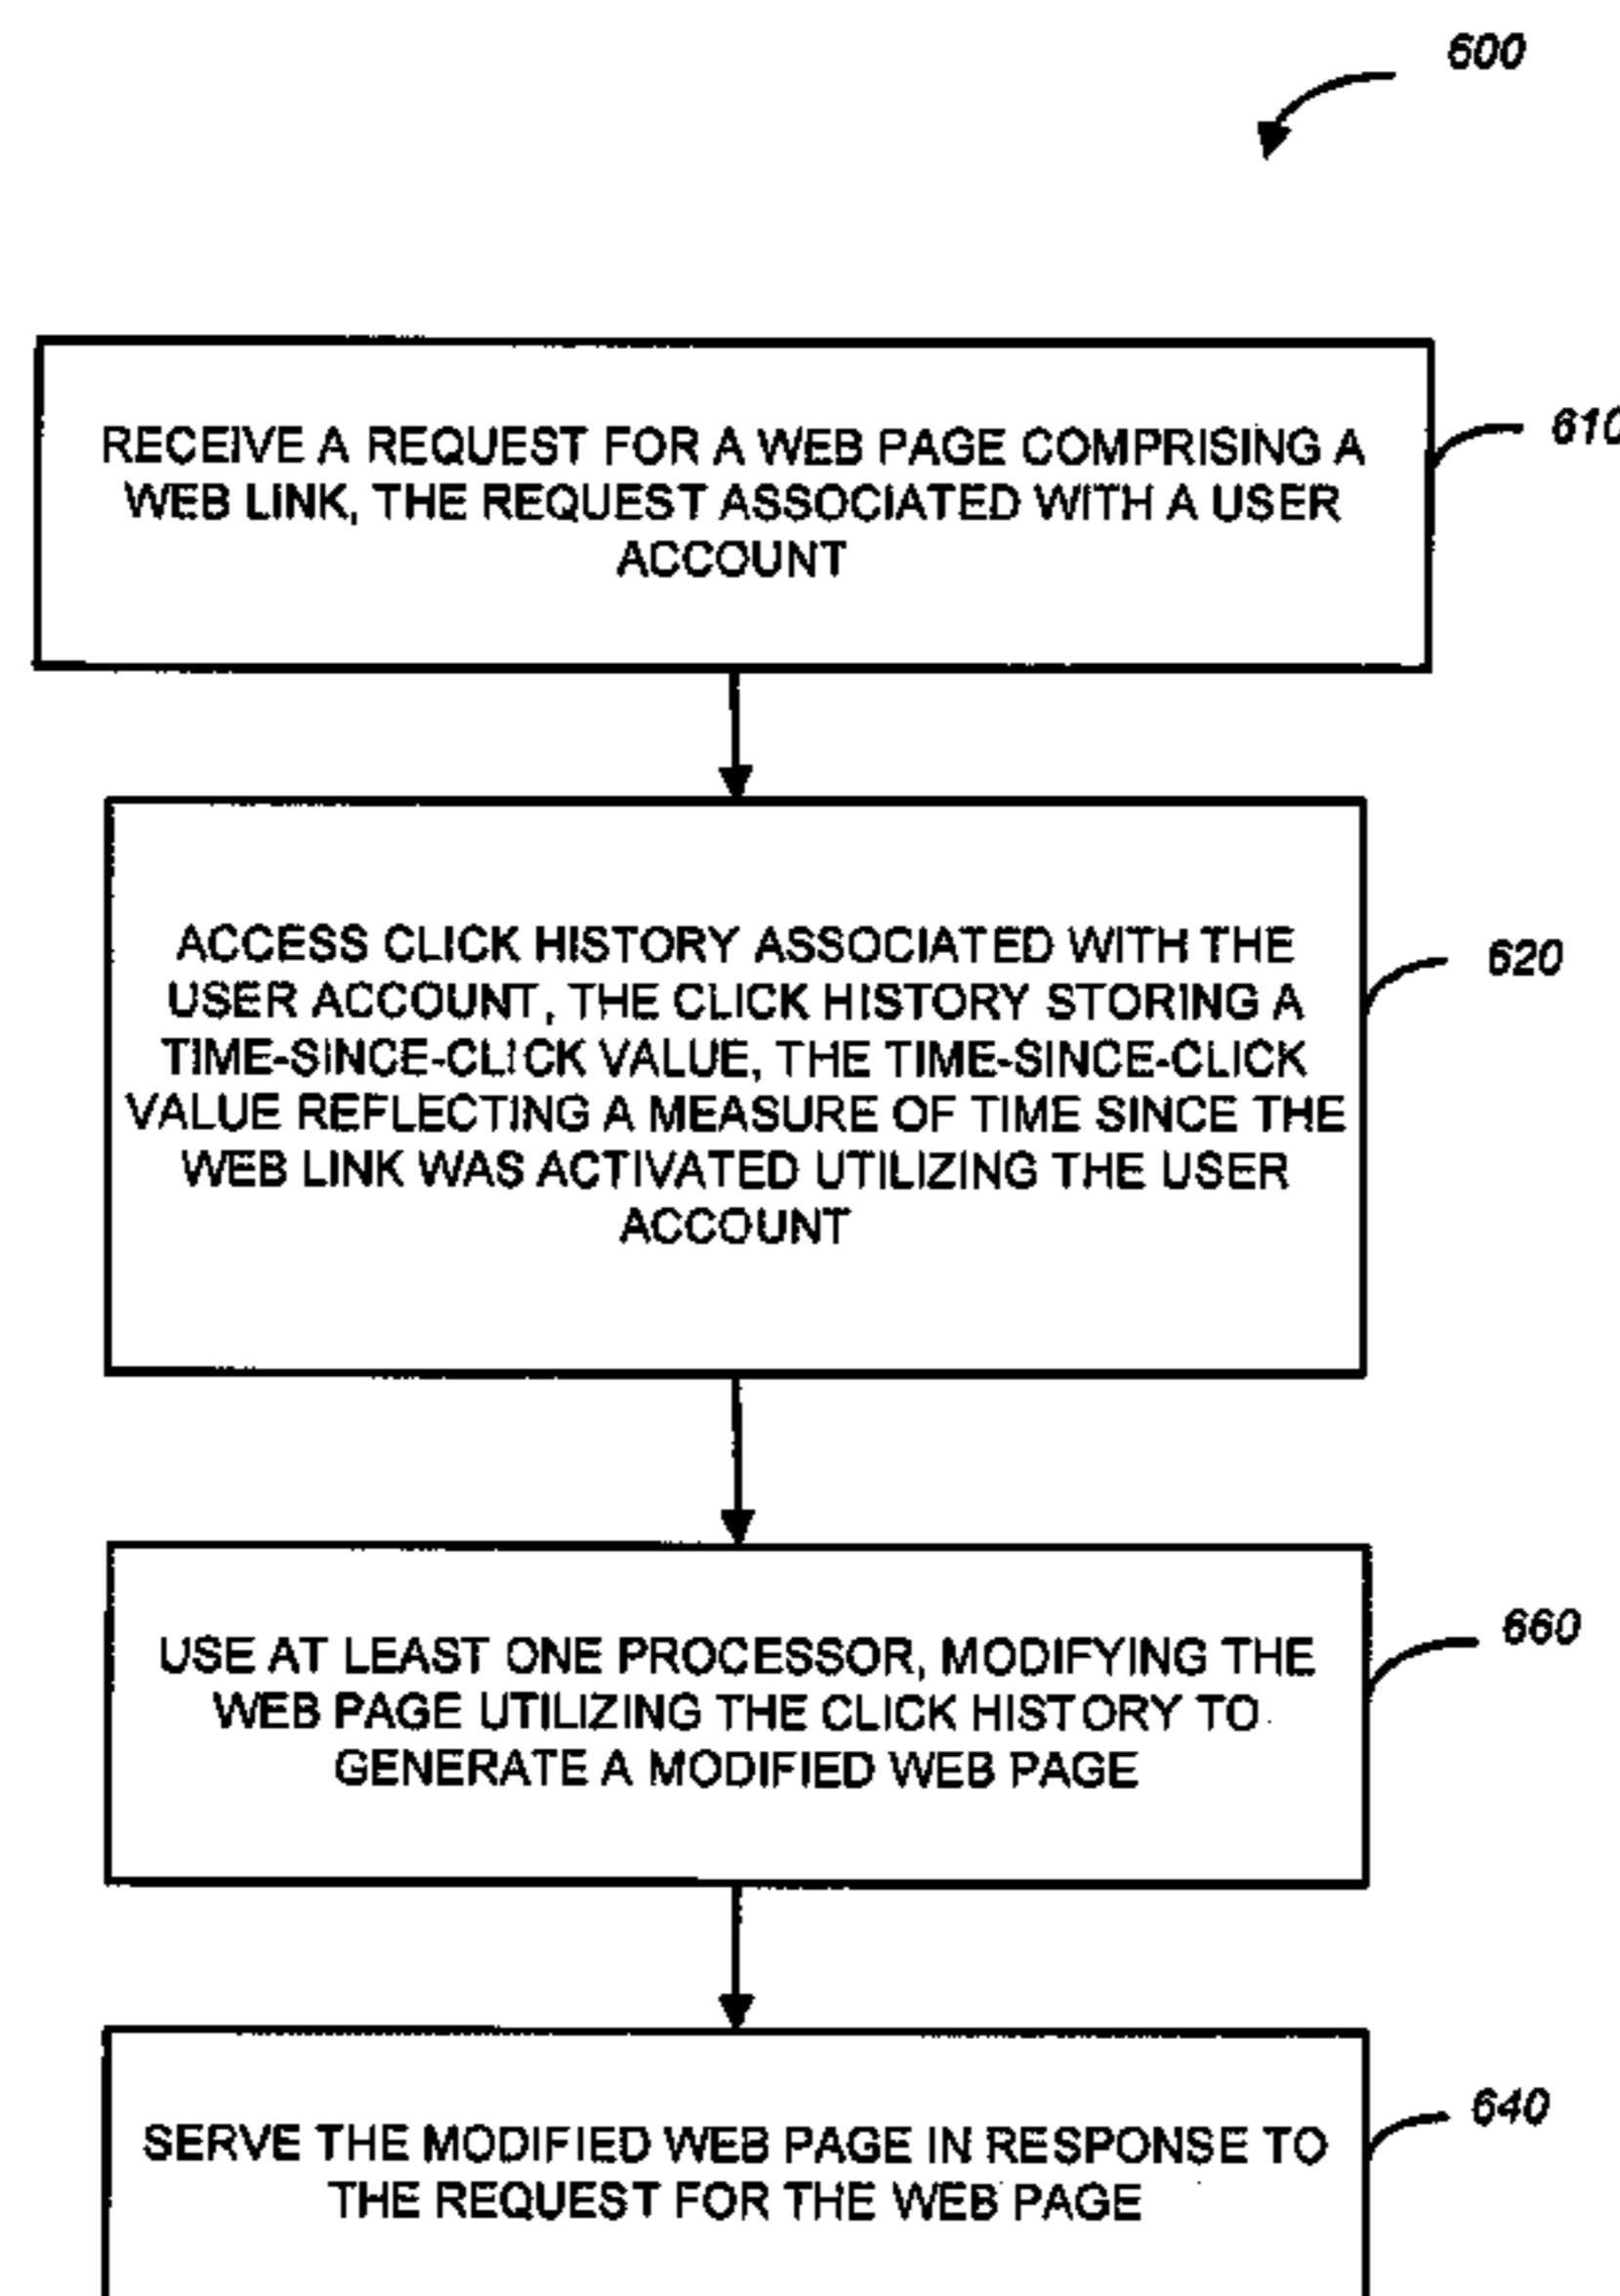 600
RECEIVE A REQUEST FOR A WEB PAGE COMPRISING A
WEB LINK, THE REQUEST ASSOCIATED WITH A USER
ACCOUNT
610
ACCESS CLICK HISTORY ASSOCIATED WITH THE
USER ACCOUNT, THE CLICK HISTORY STORING A
TIME-SINCE-CLICK VALUE, THE TIME-SINCE-CLICK
VALUE REFLECTING A MEASURE OF TIME SINCE THE
WEB LINK WAS ACTIVATED UTILIZING THE USER
ACCOUNT
620
USE AT LEAST ONE PROCESSOR, MODIFYING THE
WEB PAGE UTILIZING THE CLICK HISTORY TO
GENERATE A MODIFIED WEB PAGE
660
SERVE THE MODIFIED WEB PAGE IN RESPONSE TO
THE REQUEST FOR THE WEB PAGE
640